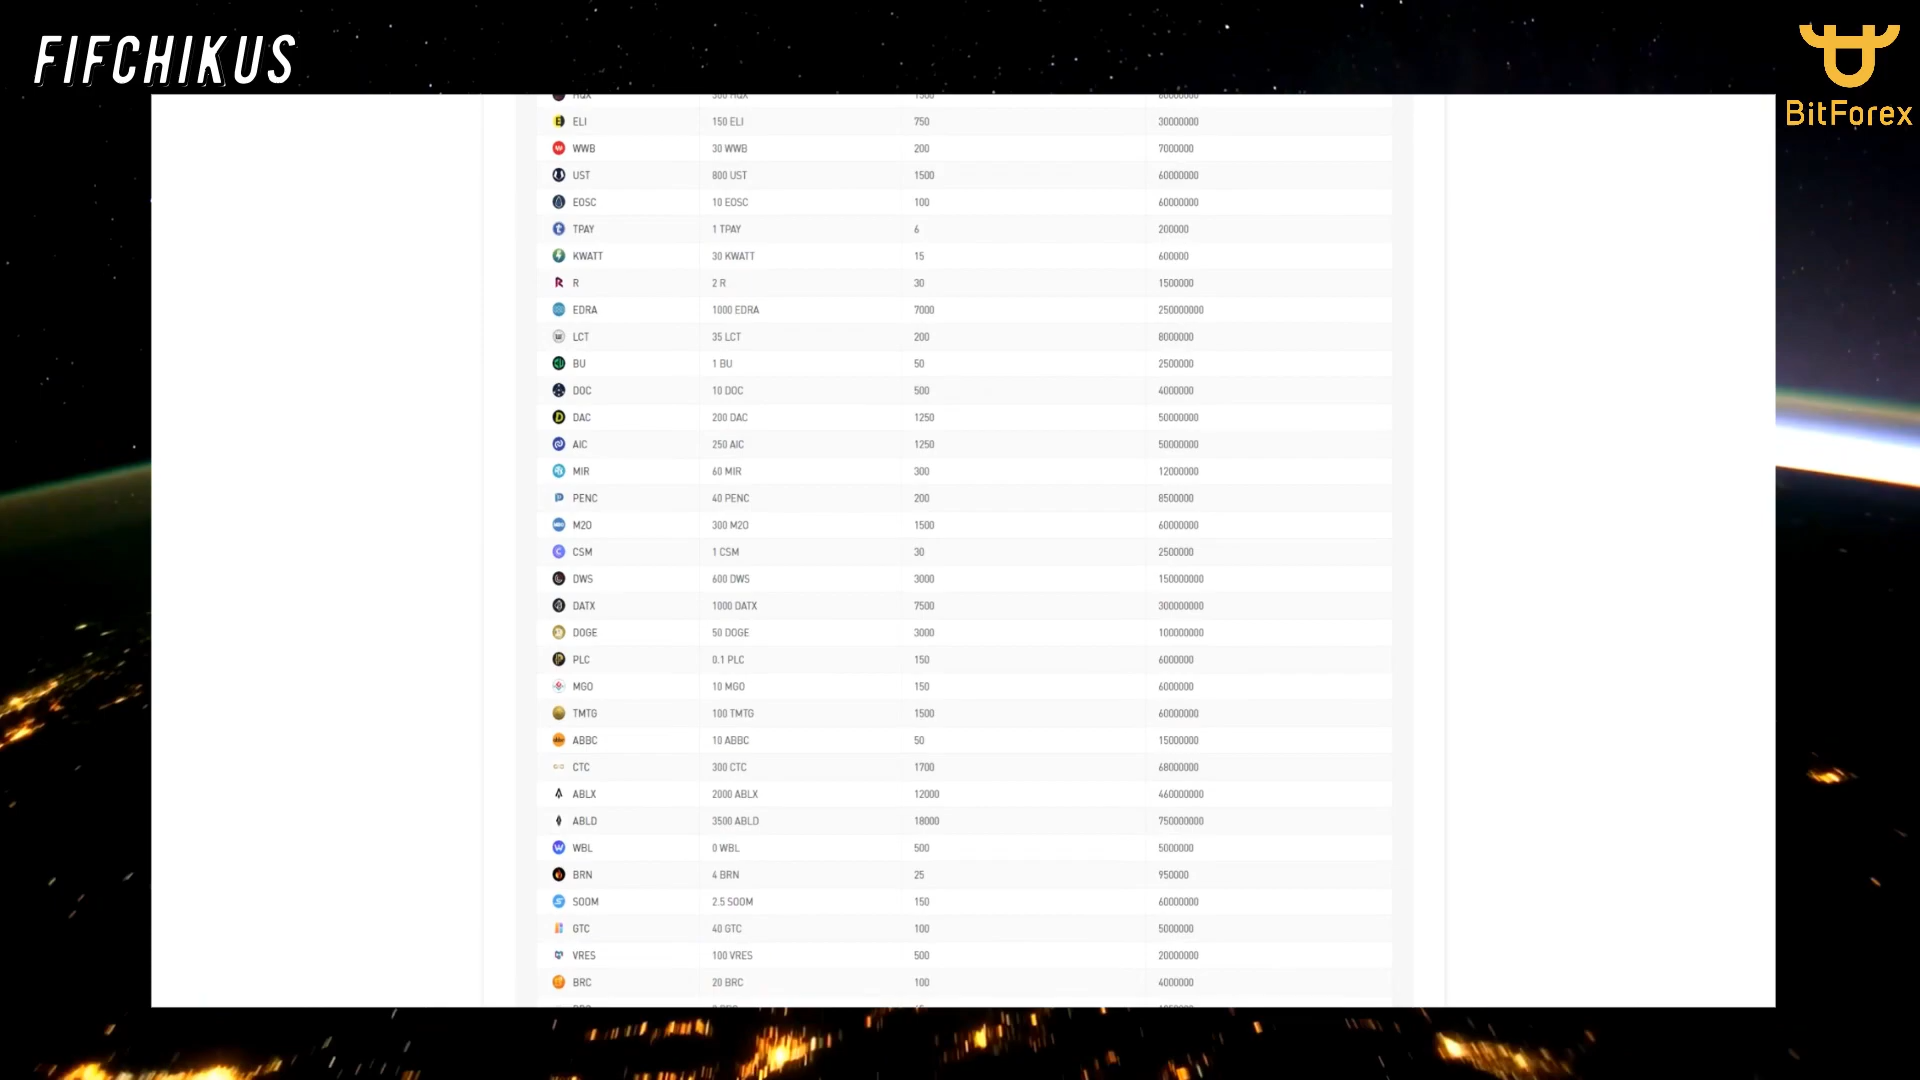 FIFCHIKUS
BitForex
ELI 150 ELI 750 30000000
WWB 30 WWB 200 7000000
UST 800 UST 1500 60000000
EOSC 10 EOSC 100 60000000
TPAY 1 TPAY 6 200000
KWATT 30 KWATT 15 600000
R 2 R 30 1500000
EDRA 1000 EDRA 7000 250000000
LCT 35 LCT 200 8000000
BU 1 BU 50 2500000
DOC 10 DOC 500 4000000
DAC 200 DAC 1250 50000000
AIC 250 AIC 1250 50000000
MIR 60 MIR 300 12000000
PENC 40 PENC 200 8500000
M2O 300 M2O 1500 60000000
CSM 1 CSM 30 2500000
DWS 600 DWS 3000 150000000
DATX 1000 DATX 7500 300000000
DOGE 50 DOGE 3000 100000000
PLC 0.1 PLC 150 6000000
MGO 10 MGO 150 6000000
TMTG 100 TMTG 1500 60000000
ABBC 10 ABBC 50 15000000
CTC 300 CTC 1700 68000000
ABLX 2000 ABLX 12000 460000000
ABLD 3500 ABLD 18000 750000000
WBL 0 WBL 500 5000000
BRN 4 BRN 25 950000
SOOM 2.5 SOOM 150 60000000
GTC 40 GTC 100 5000000
VRES 100 VRES 500 20000000
BRC 20 BRC 100 4000000